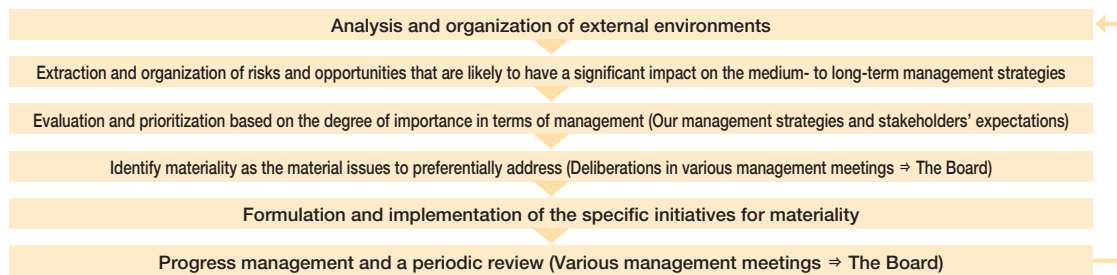 Analysis and organization of external environments
Extraction and organization of risks and opportunities that are likely to have a significant impact on the medium- to long-term management strategies
Evaluation and prioritization based on the degree of importance in terms of management (Our management strategies and stakeholders’ expectations)
Identify materiality as the material issues to preferentially address (Deliberations in various management meetings ⇒ The Board)
Formulation and implementation of the specific initiatives for materiality
Progress management and a periodic review (Various management meetings ⇒ The Board)